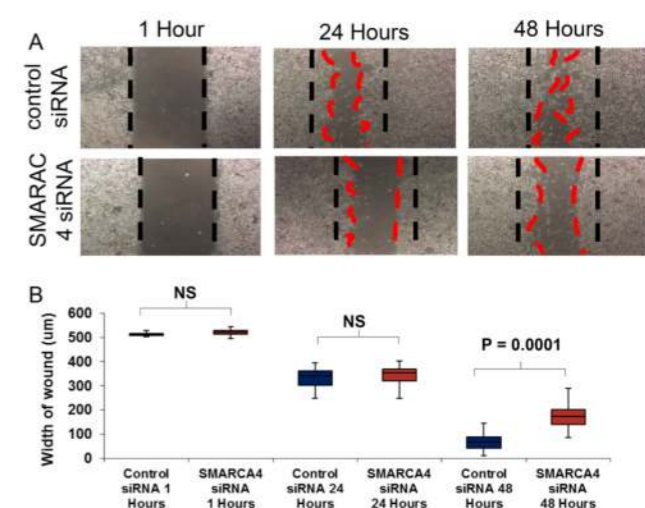 A
1 Hour
24 Hours
48 Hours
control
siRNA
SMARAC
4 siRNA
B
NS
NS
P = 0.0001
Width of wound (um)
600
500
400
300
200
100
0
Control
siRNA 1
Hours
SMARCA4
siRNA
1 Hours
Control
siRNA 24
Hours
SMARCA4
siRNA
24 Hours
Control
siRNA 48
Hours
SMARCA4
siRNA
48 Hours